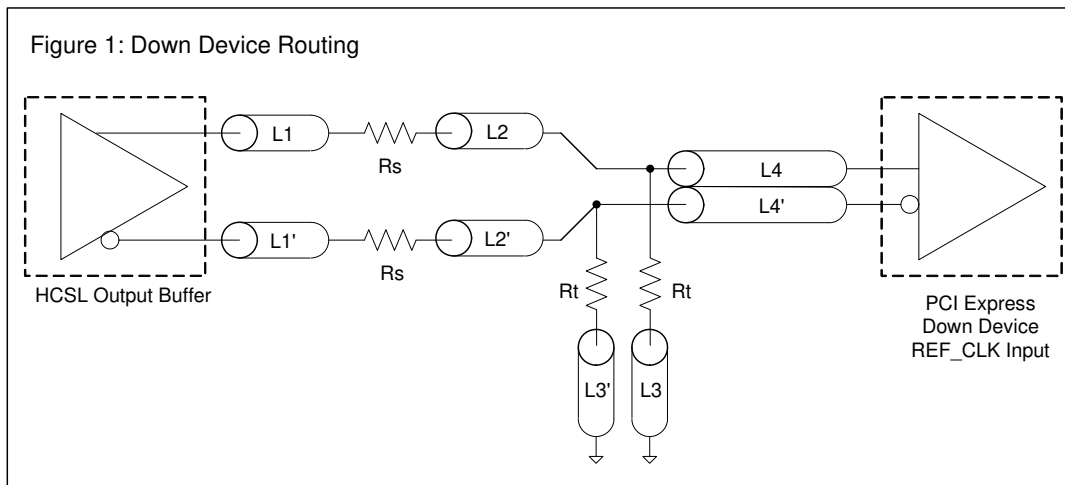 Figure 1: Down Device Routing
L1
Rs
L2
L4
L4'
L1'
Rs
L2'
HCSL Output Buffer
Rt
Rt
PCI Express
Down Device
REF_CLK Input
L3'
L3